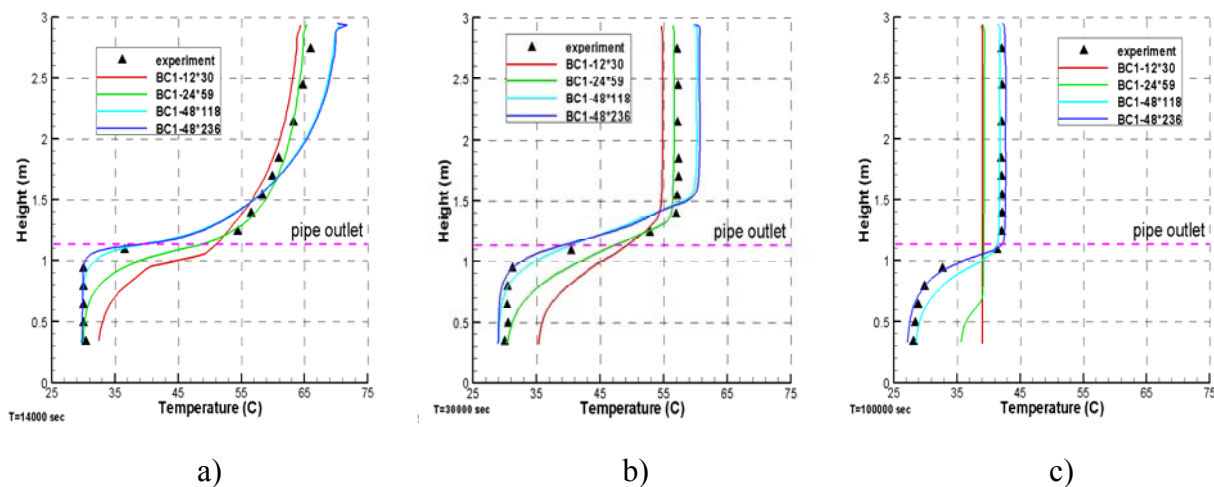 3
2.5
2
1.5
1
0.5
0
Height (m)
experiment
BC1-12*30
BC1-24*59
BC1-48*118
BC1-48*236
pipe outlet
25 35 45 55 65 75
Temperature (C)
T=14000 sec
a)
3
2.5
2
1.5
1
0.5
0
Height (m)
experiment
BC1-12*30
BC1-24*59
BC1-48*118
BC1-48*236
pipe outlet
25 35 45 55 65 75
Temperature (C)
T=30000 sec
b)
3
2.5
2
1.5
1
0.5
0
Height (m)
experiment
BC1-12*30
BC1-24*59
BC1-48*118
BC1-48*236
pipe outlet
25 35 45 55 65 75
Temperature (C)
T=100000 sec
c)